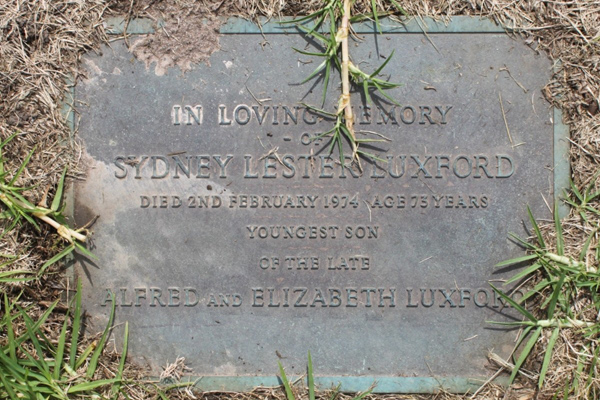 IN LOVING MEMORY
- OF -
SYDNEY LESTER LUXFORD
DIED 2ND FEBRUARY 1974 AGE 73 YEARS
YOUNGEST SON
OF THE LATE
ALFRED AND ELIZABETH LUXFORD